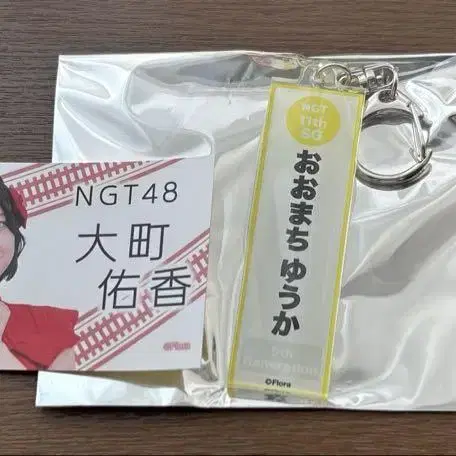 NGT48
大町
佑香
©Flora
NGT
11th
SG
おおまち ゆうか
5th
Generation
©Flora